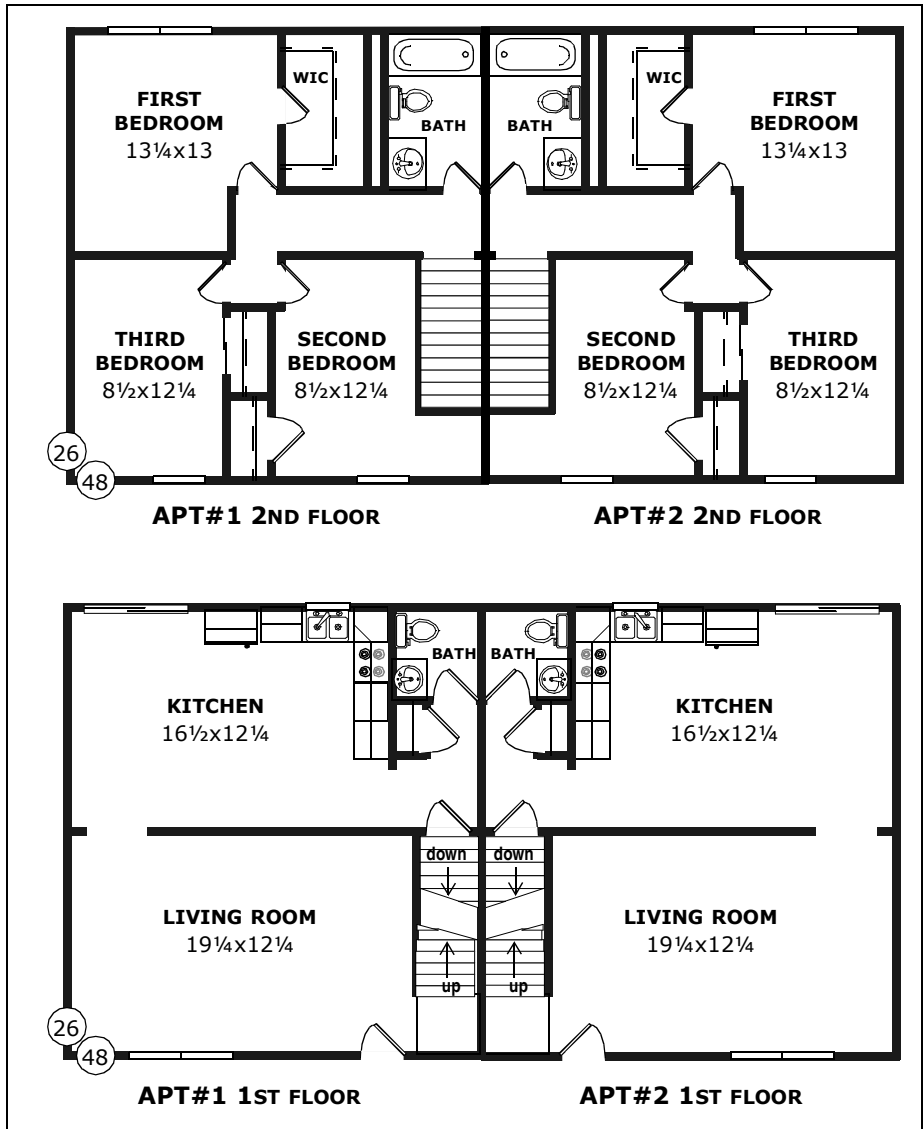 WIC
WIC
FIRST
BEDROOM
13¼x13
BATH
BATH
FIRST
BEDROOM
13¼x13
THIRD
BEDROOM
8½x12¼
SECOND
BEDROOM
8½x12¼
SECOND
BEDROOM
8½x12¼
THIRD
BEDROOM
8½x12¼
26
48
APT#1 2ND FLOOR
APT#2 2ND FLOOR
BATH
BATH
KITCHEN
16½x12¼
KITCHEN
16½x12¼
down
down
LIVING ROOM
19¼x12¼
LIVING ROOM
19¼x12¼
up
up
26
48
APT#1 1ST FLOOR
APT#2 1ST FLOOR